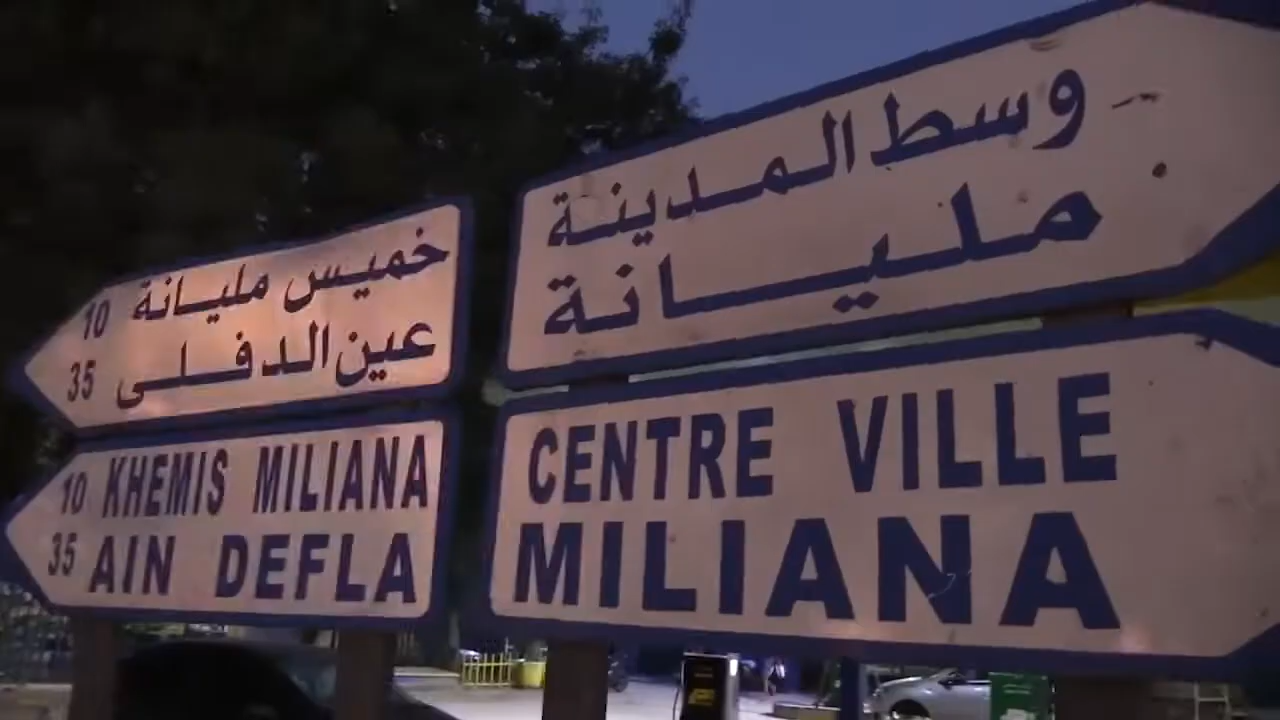 خميس مليانة 10
عين الدفلى 35
10 KHEMIS MILIANA
35 AIN DEFLA
وسط المدينة
مليانة
CENTRE VILLE
MILIANA